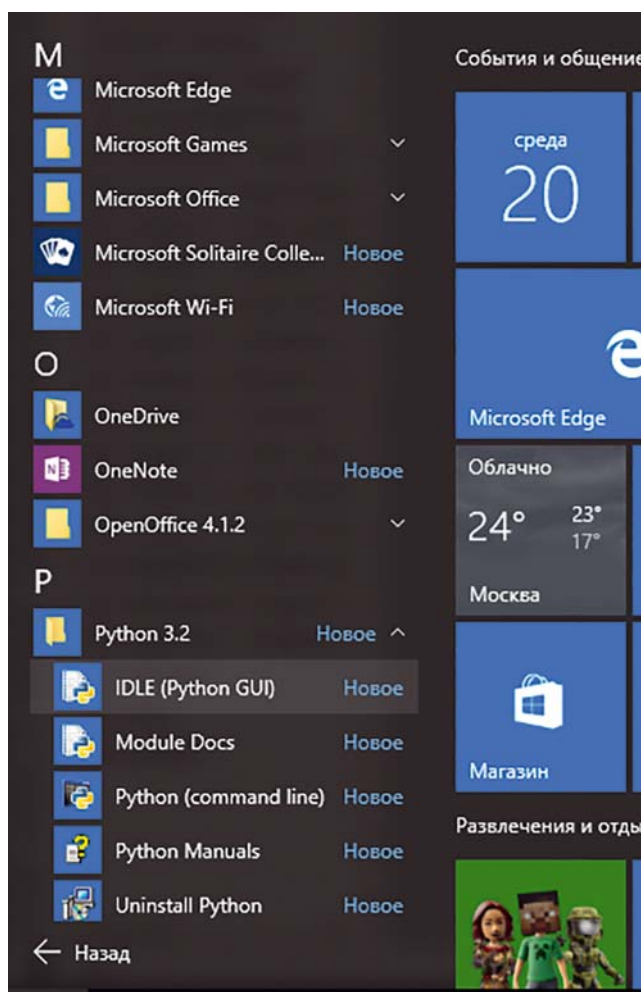 M
Microsoft Edge
Microsoft Games
Microsoft Office
Microsoft Solitaire Colle... Новое
Microsoft Wi-Fi Новое
O
OneDrive
OneNote Новое
OpenOffice 4.1.2
P
Python 3.2 Новое
IDLE (Python GUI) Новое
Module Docs Новое
Python (command line) Новое
Python Manuals Новое
Uninstall Python Новое
Назад
События и общение
среда
20
Microsoft Edge
Облачно
24° 23°
17°
Москва
Магазин
Развлечения и отды